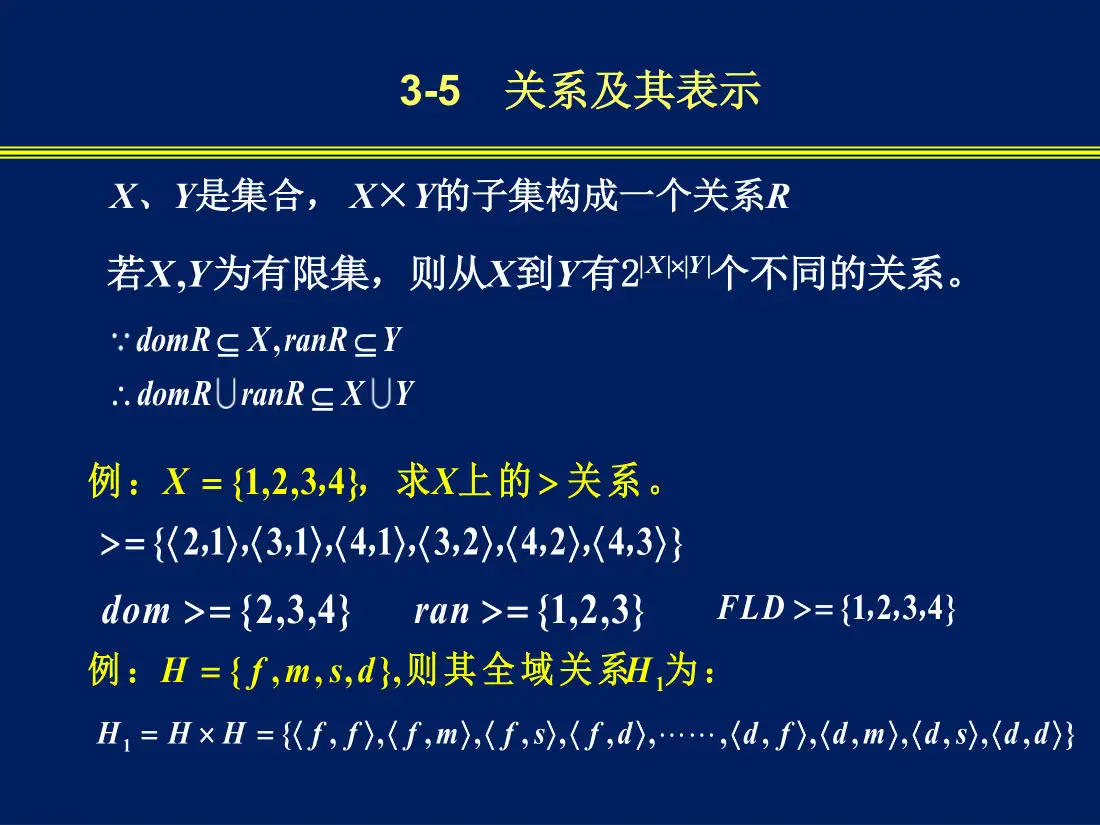 3-5 关系及其表示
X、Y是集合， X×Y的子集构成一个关系R
若X,Y为有限集，则从X到Y有2^{|X|×|Y|}个不同的关系。
∵domR⊆X,ranR⊆Y
∴domR∪ranR⊆X∪Y
例：X={1,2,3,4}，求X上的>关系。
>={⟨2,1⟩,⟨3,1⟩,⟨4,1⟩,⟨3,2⟩,⟨4,2⟩,⟨4,3⟩}
dom >={2,3,4} ran >={1,2,3} FLD >={1,2,3,4}
例：H={f,m,s,d},则其全域关系H₁为：
H₁=H×H={⟨f,f⟩,⟨f,m⟩,⟨f,s⟩,⟨f,d⟩,……,⟨d,f⟩,⟨d,m⟩,⟨d,s⟩,⟨d,d⟩}